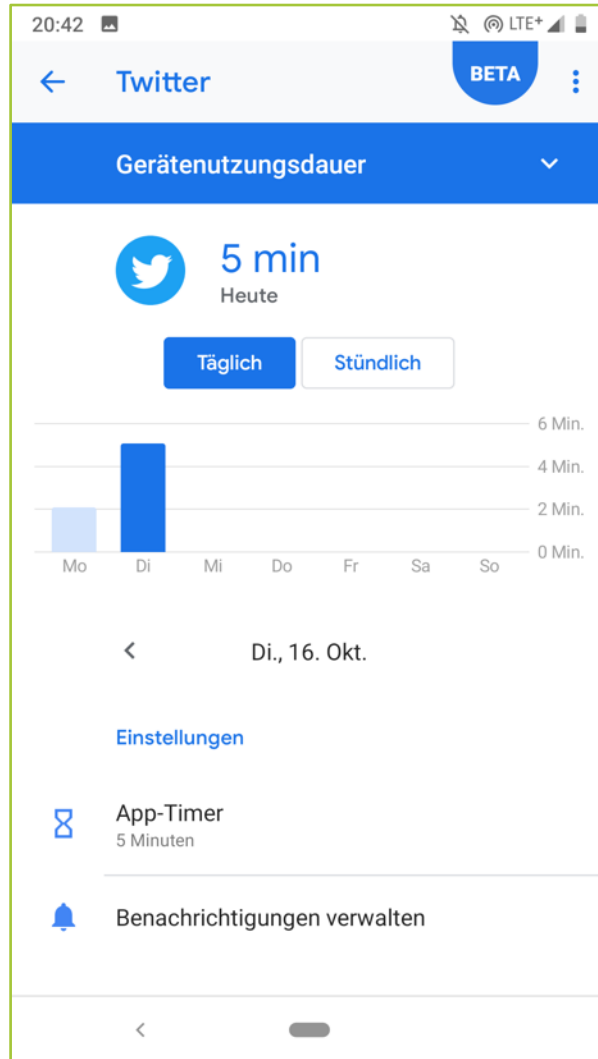 20:42 LTE+
Twitter BETA
Gerätenutzungsdauer
5 min
Heute
Täglich Stündlich
6 Min.
4 Min.
2 Min.
0 Min.
Mo Di Mi Do Fr Sa So
Di., 16. Okt.
Einstellungen
App-Timer
5 Minuten
Benachrichtigungen verwalten